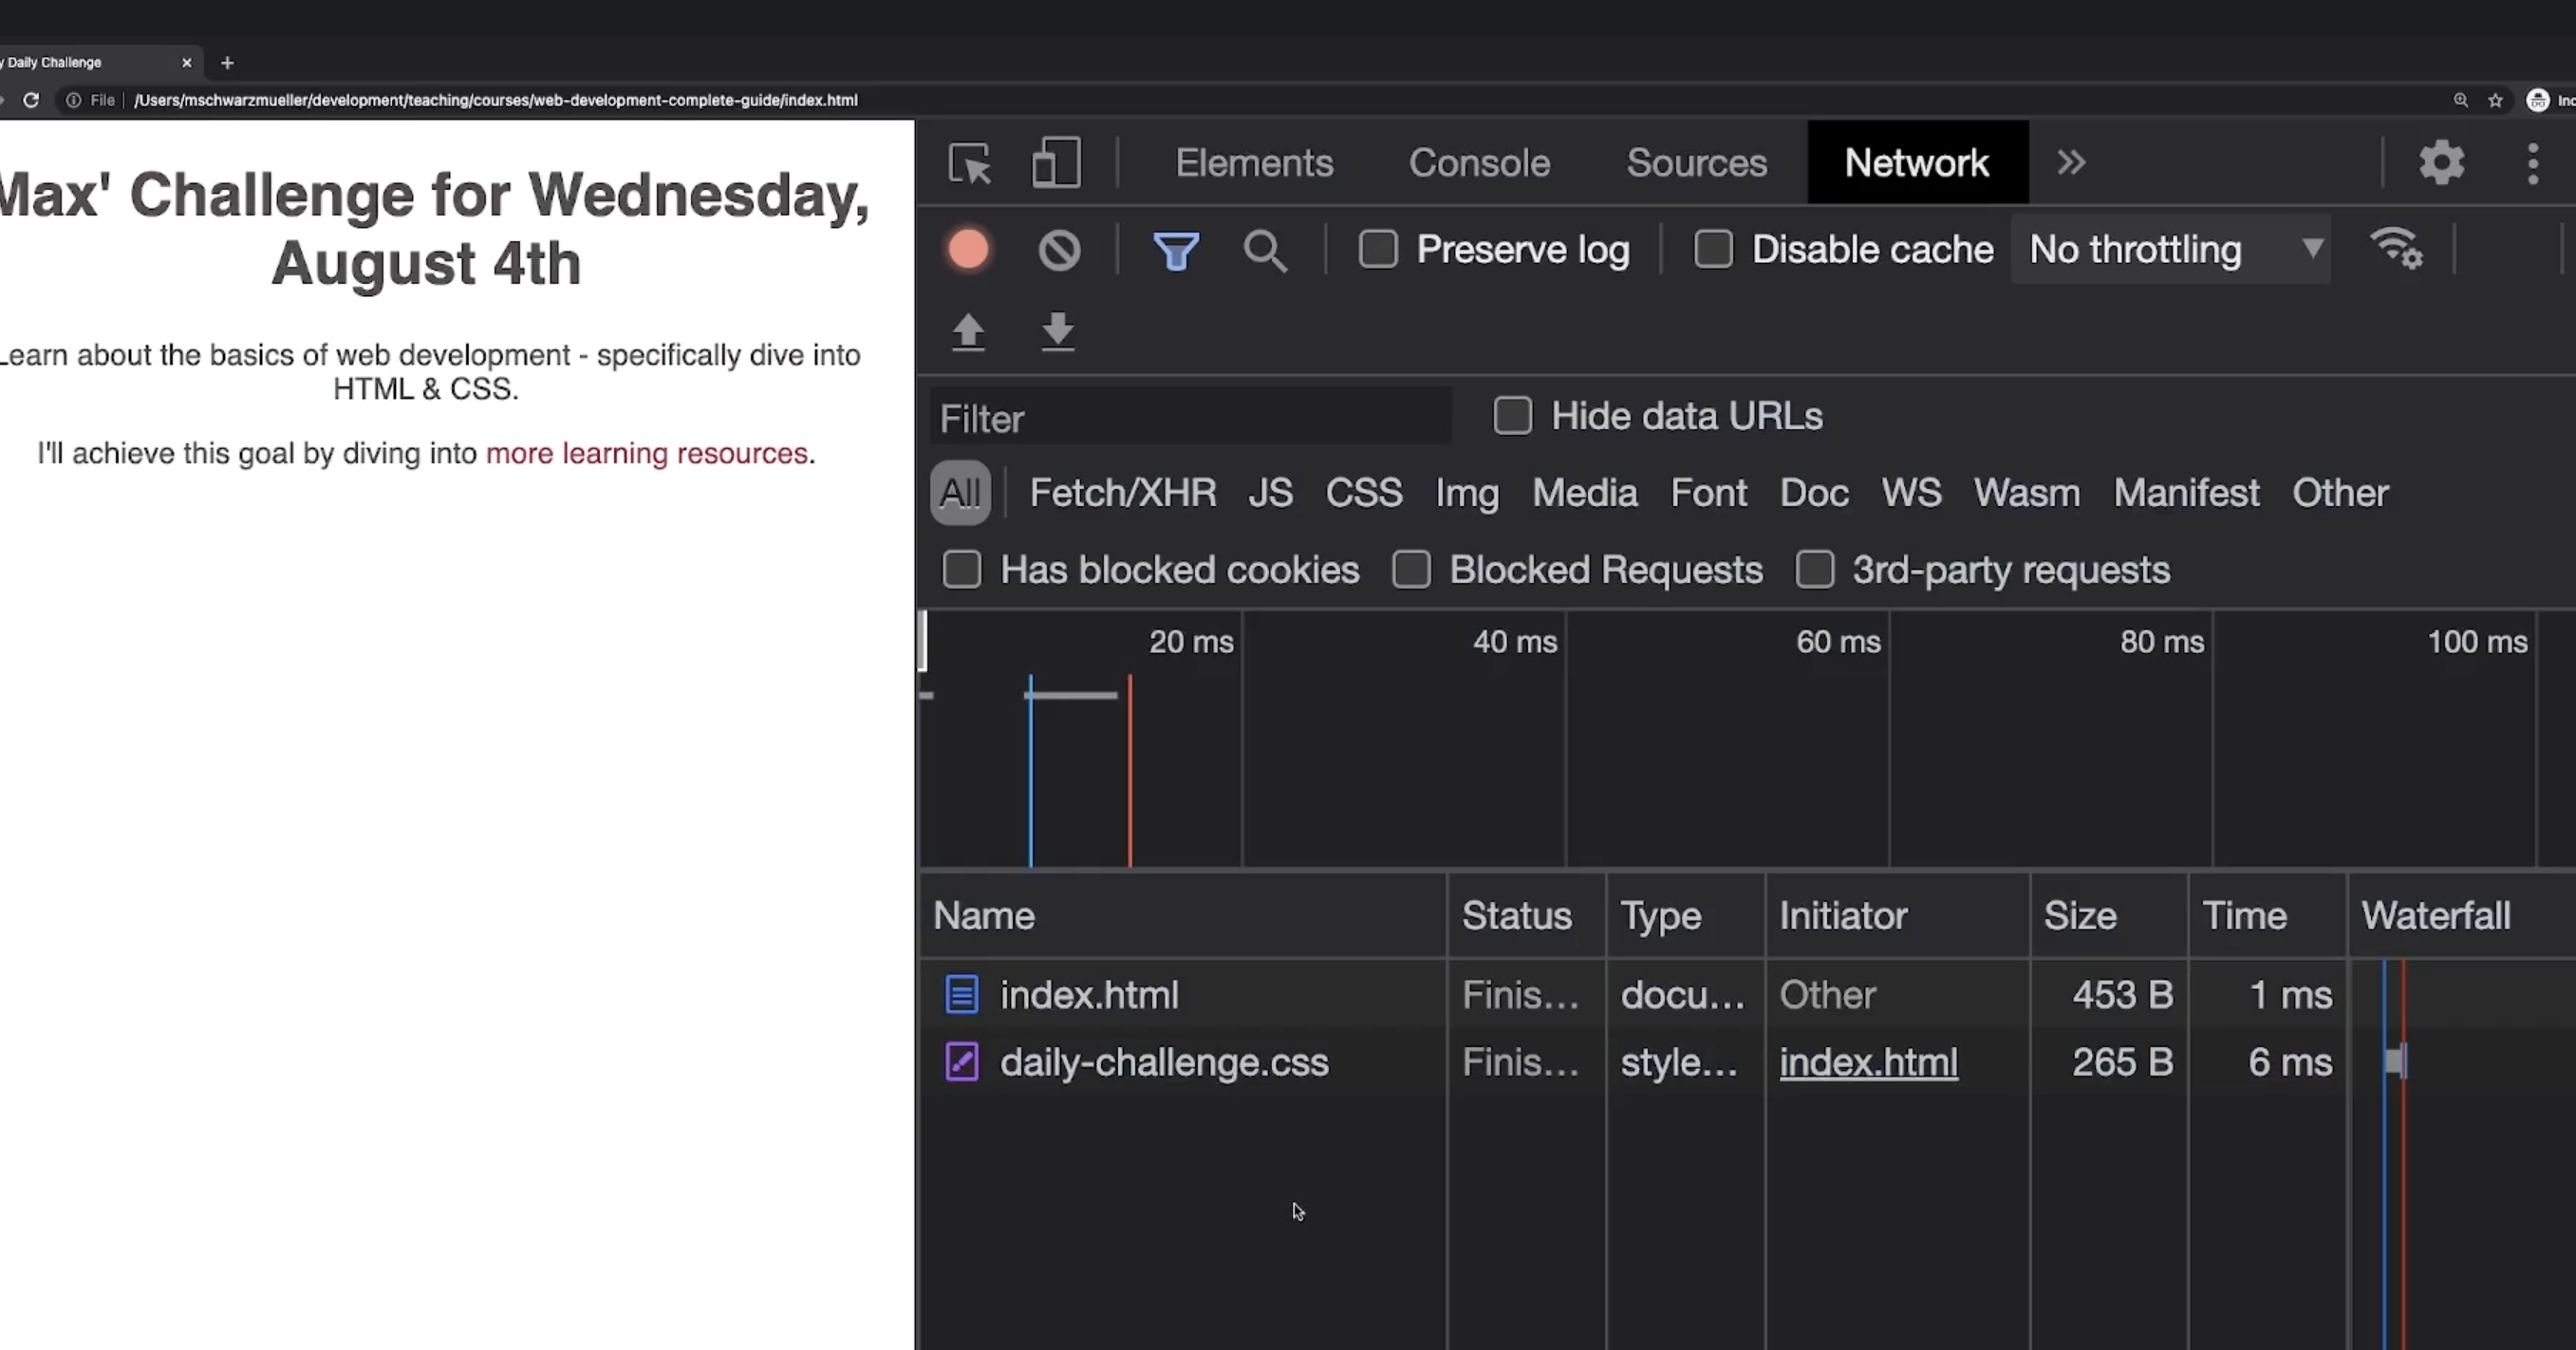 y Daily Challenge
File /Users/mschwarzmueller/development/teaching/courses/web-development-complete-guide/index.html
Max' Challenge for Wednesday,
August 4th
Learn about the basics of web development - specifically dive into
HTML & CSS.
I'll achieve this goal by diving into more learning resources.
Elements Console Sources Network
Preserve log Disable cache No throttling
Filter Hide data URLs
All Fetch/XHR JS CSS Img Media Font Doc WS Wasm Manifest Other
Has blocked cookies Blocked Requests 3rd-party requests
20 ms 40 ms 60 ms 80 ms 100 ms
Name Status Type Initiator Size Time Waterfall
index.html Finis... docu... Other 453 B 1 ms
daily-challenge.css Finis... style... index.html 265 B 6 ms